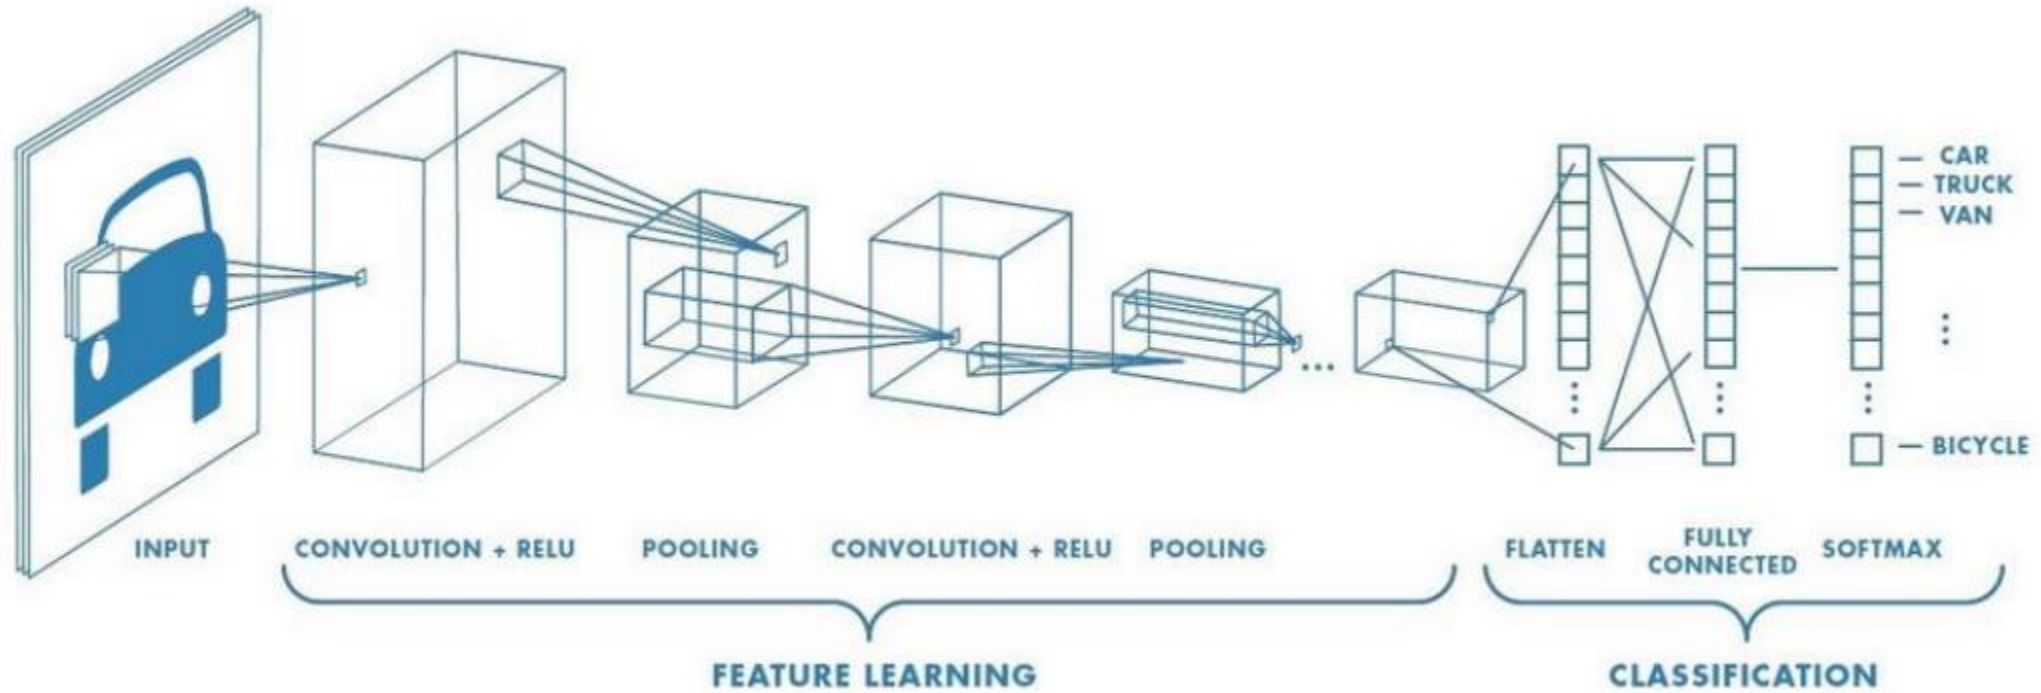 CAR
TRUCK
VAN
BICYCLE
INPUT
CONVOLUTION + RELU
POOLING
CONVOLUTION + RELU
POOLING
FLATTEN
FULLY
CONNECTED
SOFTMAX
FEATURE LEARNING
CLASSIFICATION